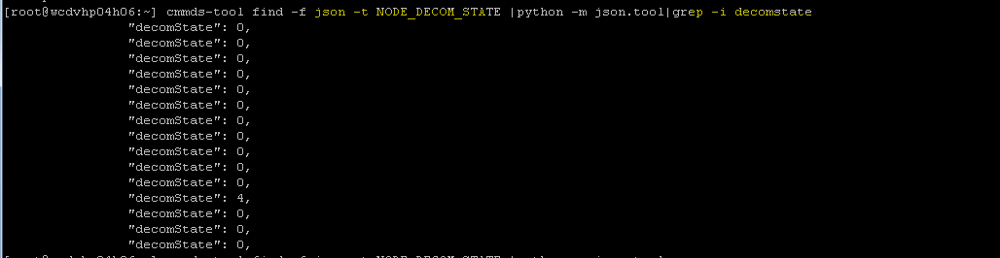 [root@wcdvhp04h06:~] cmmds-tool find -f json -t NODE_DECOM_STATE |python -m json.tool|grep -i decomstate
"decomState": 0,
"decomState": 0,
"decomState": 0,
"decomState": 0,
"decomState": 0,
"decomState": 0,
"decomState": 0,
"decomState": 0,
"decomState": 0,
"decomState": 0,
"decomState": 0,
"decomState": 4,
"decomState": 0,
"decomState": 0,
"decomState": 0,